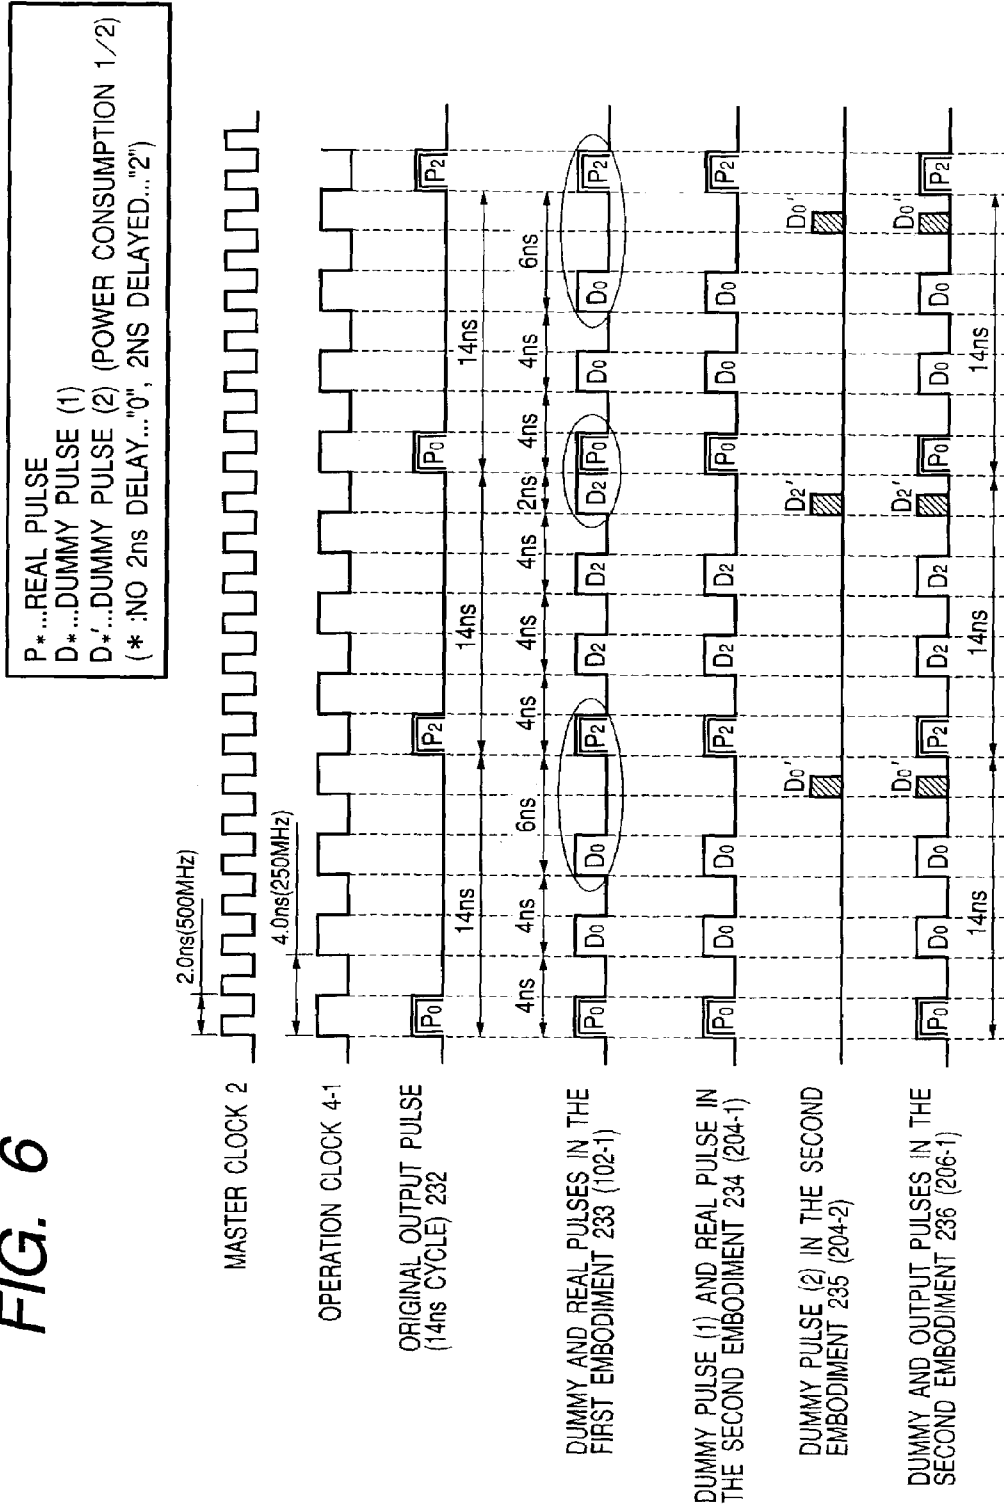 FIG. 6
P*...REAL PULSE
D*...DUMMY PULSE (1)
D*'...DUMMY PULSE (2) (POWER CONSUMPTION 1/2)
(* :NO 2ns DELAY..."0", 2NS DELAYED..."2")
MASTER CLOCK 2
2.0ns(500MHz)
OPERATION CLOCK 4-1
4.0ns(250MHz)
ORIGINAL OUTPUT PULSE
(14ns CYCLE) 232
P0 P2 P0 P2
14ns 14ns 14ns
DUMMY AND REAL PULSES IN THE
FIRST EMBODIMENT 233 (102-1)
4ns 4ns 6ns 4ns 4ns 4ns 2ns 4ns 4ns 6ns
P0 D0 D0 P2 D2 D2 D2 P0 D0 D0 P2
DUMMY PULSE (1) AND REAL PULSE IN
THE SECOND EMBODIMENT 234 (204-1)
P0 D0 D0 P2 D2 D2 P0 D0 D0 P2
DUMMY PULSE (2) IN THE SECOND
EMBODIMENT 235 (204-2)
D0' D2' D0'
DUMMY AND OUTPUT PULSES IN THE
SECOND EMBODIMENT 236 (206-1)
P0 D0 D0 D0' P2 D2 D2 D2' P0 D0 D0 D0' P2
14ns 14ns 14ns